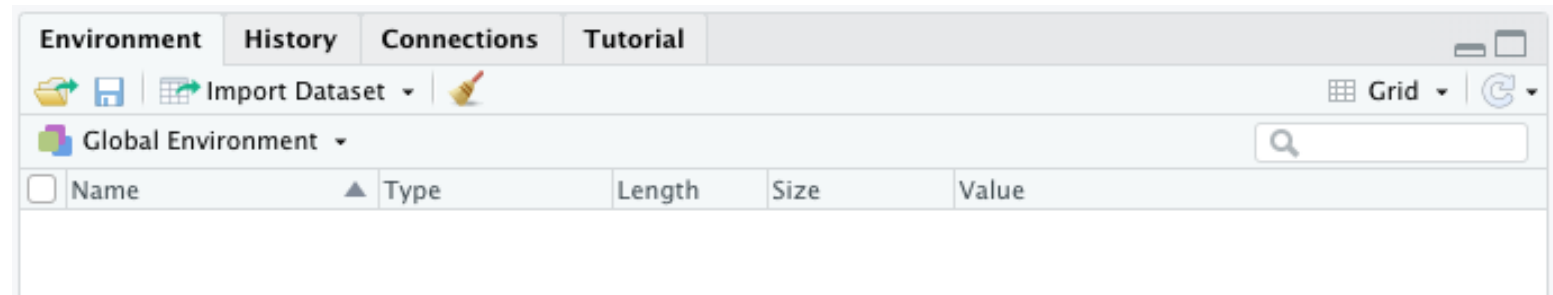 Environment History Connections Tutorial
Import Dataset Grid
Global Environment
Name Type Length Size Value